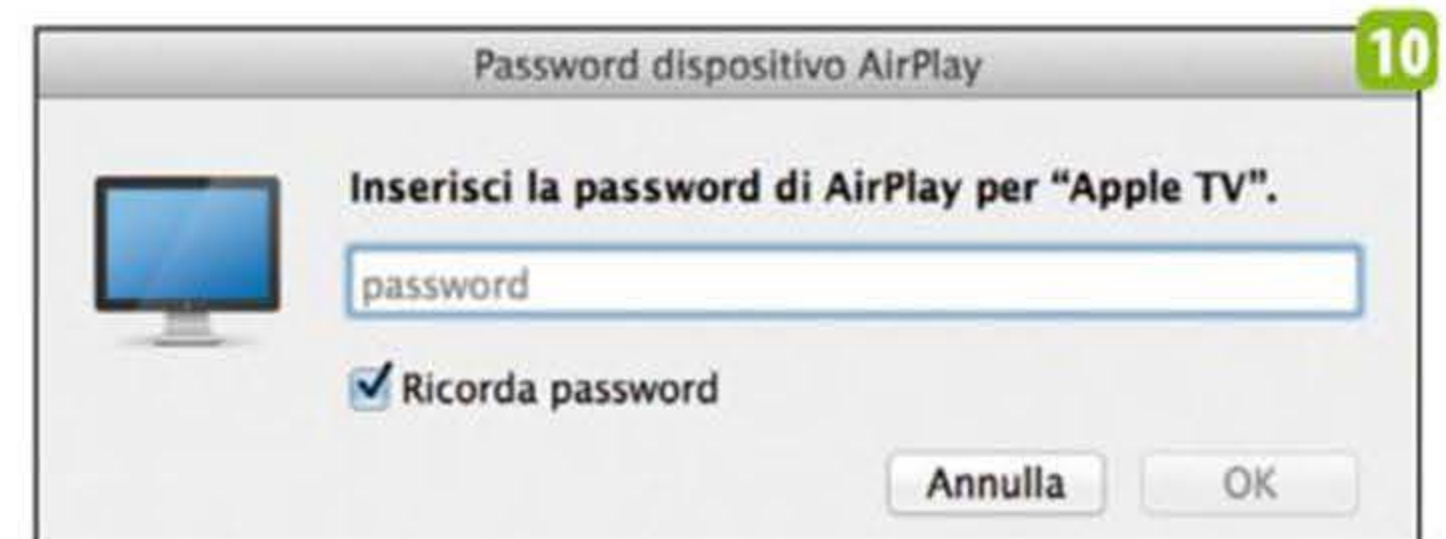 Password dispositivo AirPlay
10
Inserisci la password di AirPlay per “Apple TV”.
password
Ricorda password
Annulla
OK